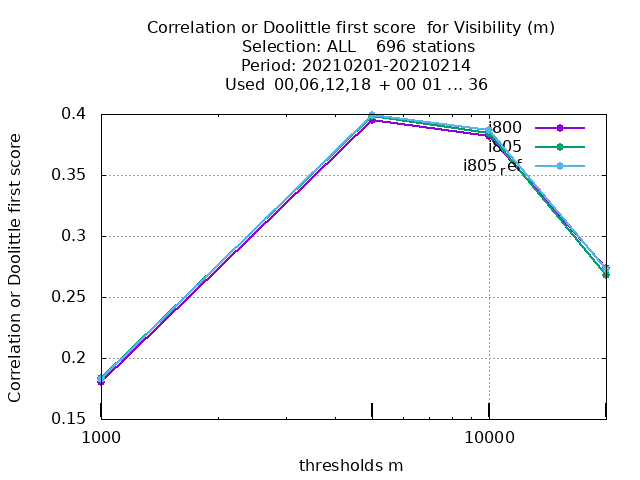 Correlation or Doolittle first score  for Visibility (m)
Selection: ALL    696 stations
Period: 20210201-20210214
Used  00,06,12,18  + 00 01 ... 36
Correlation or Doolittle first score
0.4
0.35
0.3
0.25
0.2
0.15
i800
i805
i805ref
1000
10000
thresholds m